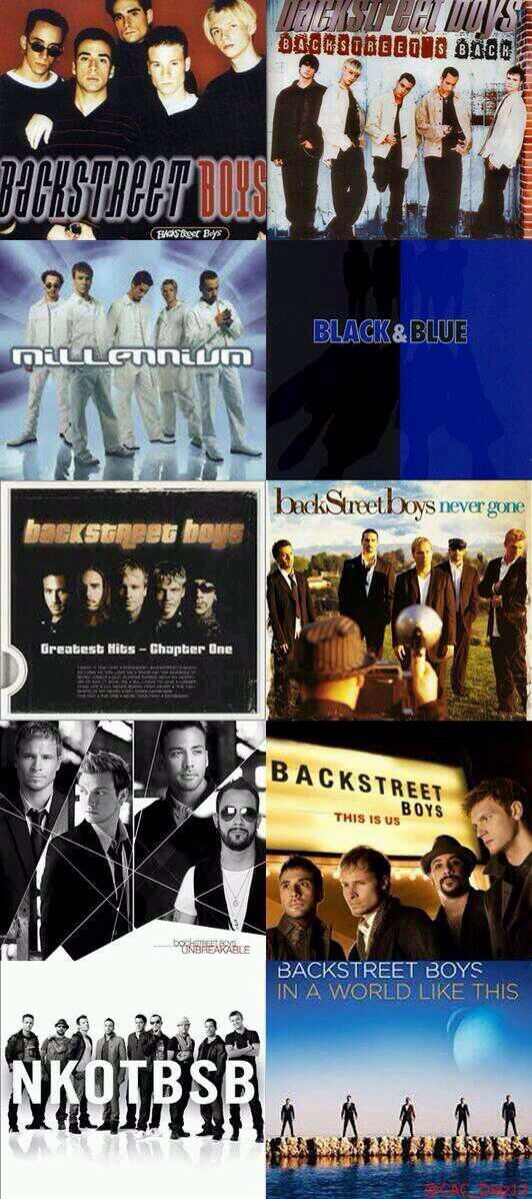 BACKSTREET BOYS
BACKSTREET BOYS
backstreet boys
BACKSTREET'S BACK
millennium
BLACK & BLUE
backstreet boys
Greatest Hits – Chapter One
backStreetboys never gone
backstreet boys
UNBREAKABLE
BACKSTREET
BOYS
THIS IS US
NKOTBSB
BACKSTREET BOYS
IN A WORLD LIKE THIS